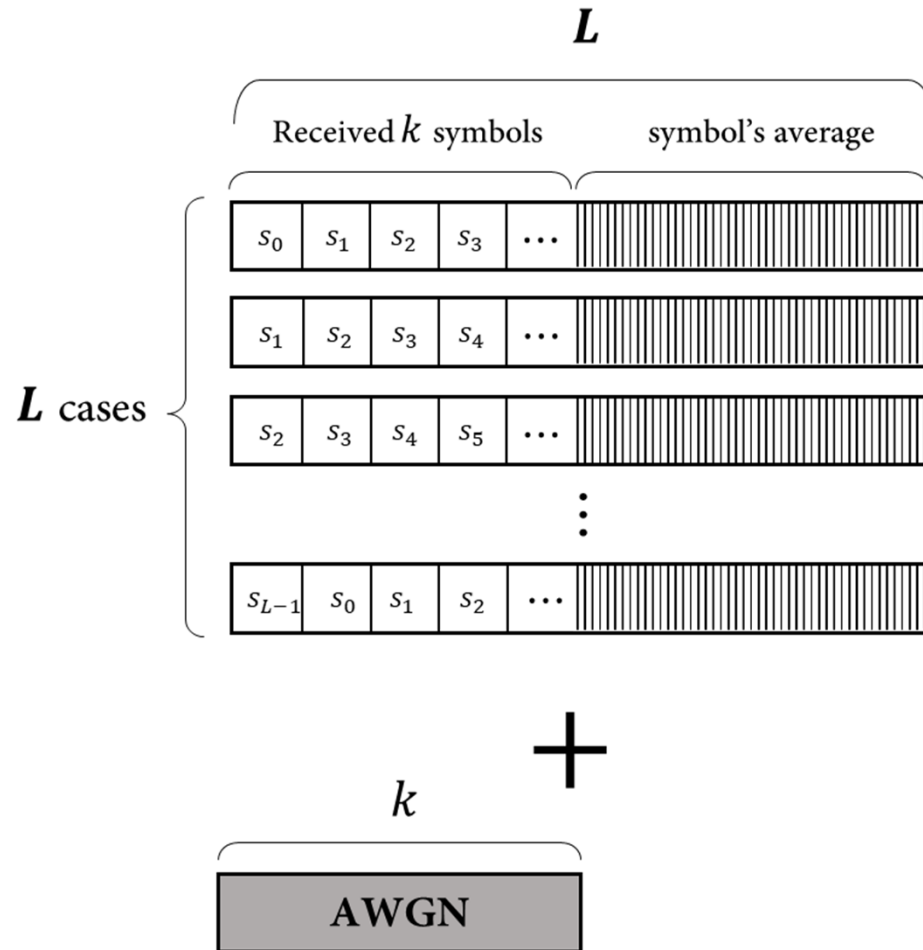 L
Received k symbols symbol's average
s₀ s₁ s₂ s₃ ...
s₁ s₂ s₃ s₄ ...
L cases
s₂ s₃ s₄ s₅ ...
⋮
s_{L−1} s₀ s₁ s₂ ...
+
k
AWGN